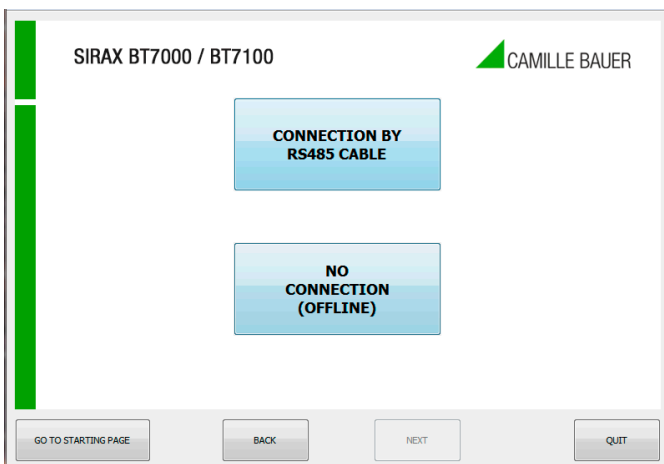 SIRAX BT7000 / BT7100
CAMILLE BAUER
CONNECTION BY
RS485 CABLE
NO
CONNECTION
(OFFLINE)
GO TO STARTING PAGE
BACK
NEXT
QUIT